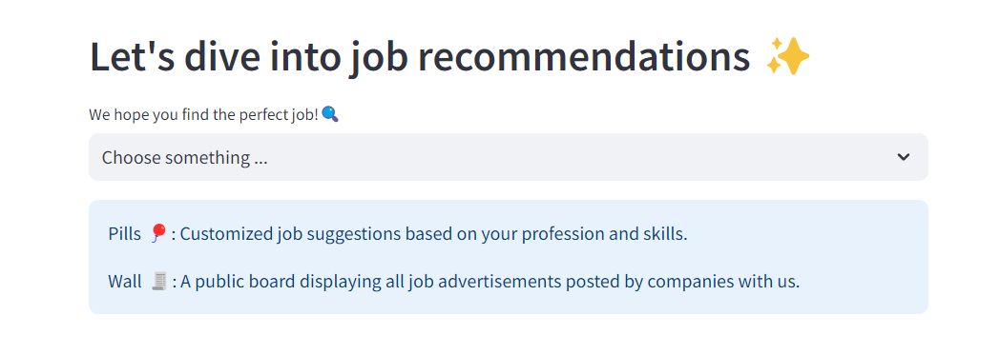 Let's dive into job recommendations ✨
We hope you find the perfect job! 🔍
Choose something ...
Pills 🎈 : Customized job suggestions based on your profession and skills.
Wall 📜 : A public board displaying all job advertisements posted by companies with us.